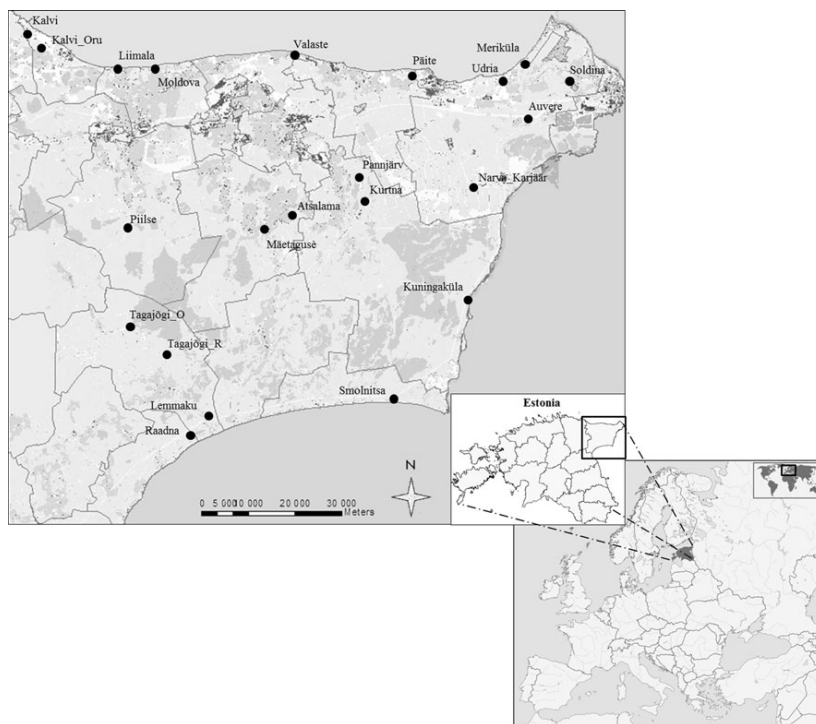 Kalvi
Kalvi_Oru
Liimala
Moldova
Valaste
Päite
Meriküla
Udria
Soldina
Auvere
Pannjärv
Kurtna
Narva_Karjäär
Atsalama
Mäetaguse
Piilse
Kuningaküla
Tagajõgi_O
Tagajõgi_R
Smolnitsa
Lemmaku
Raadna
N
0 5 000 10 000 20 000 30 000
Meters
Estonia